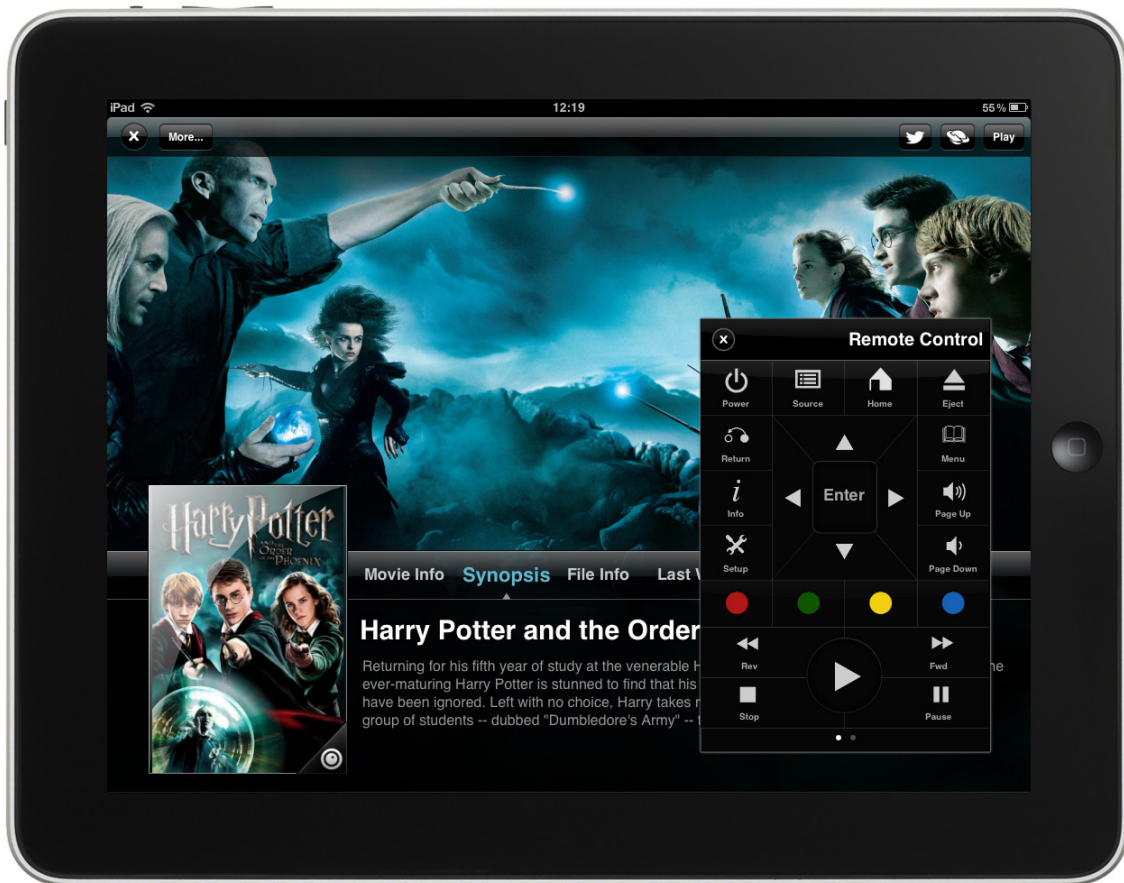 iPad 12:19 55%
More... Play
Remote Control
Power Source Home Eject
Return Menu
Info Enter Page Up
Setup Page Down
Harry Potter
AND THE
ORDER
OF THE
PHOENIX
Movie Info Synopsis File Info Last
Harry Potter and the Order
Returning for his fifth year of study at the venerable H
ever-maturing Harry Potter is stunned to find that his
have been ignored. Left with no choice, Harry takes
group of students -- dubbed "Dumbledore's Army" --
Rev Fwd
Stop Pause